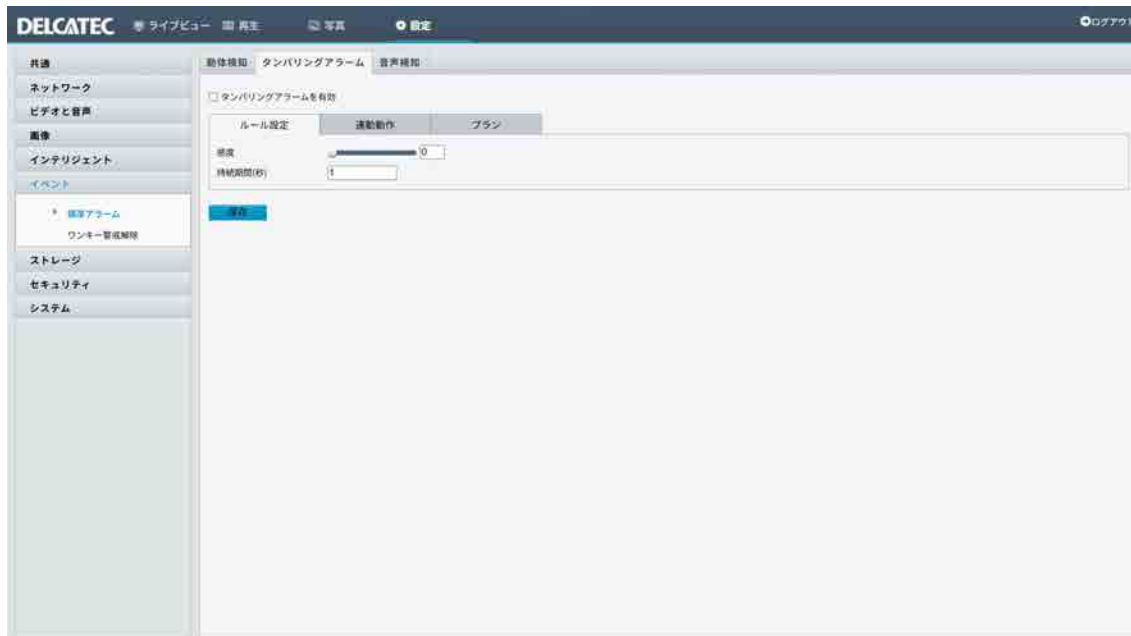 DELCATEC ライブビュー 再生 写真 設定 ログアウト
共通
ネットワーク
ビデオと音声
画像
インテリジェント
イベント
標準アラーム
ワンキー警戒解除
ストレージ
セキュリティ
システム
動体検知 タンパリングアラーム 音声検知
タンパリングアラームを有効
ルール設定 連動動作 プラン
感度 0
持続期間(秒) 1
保存